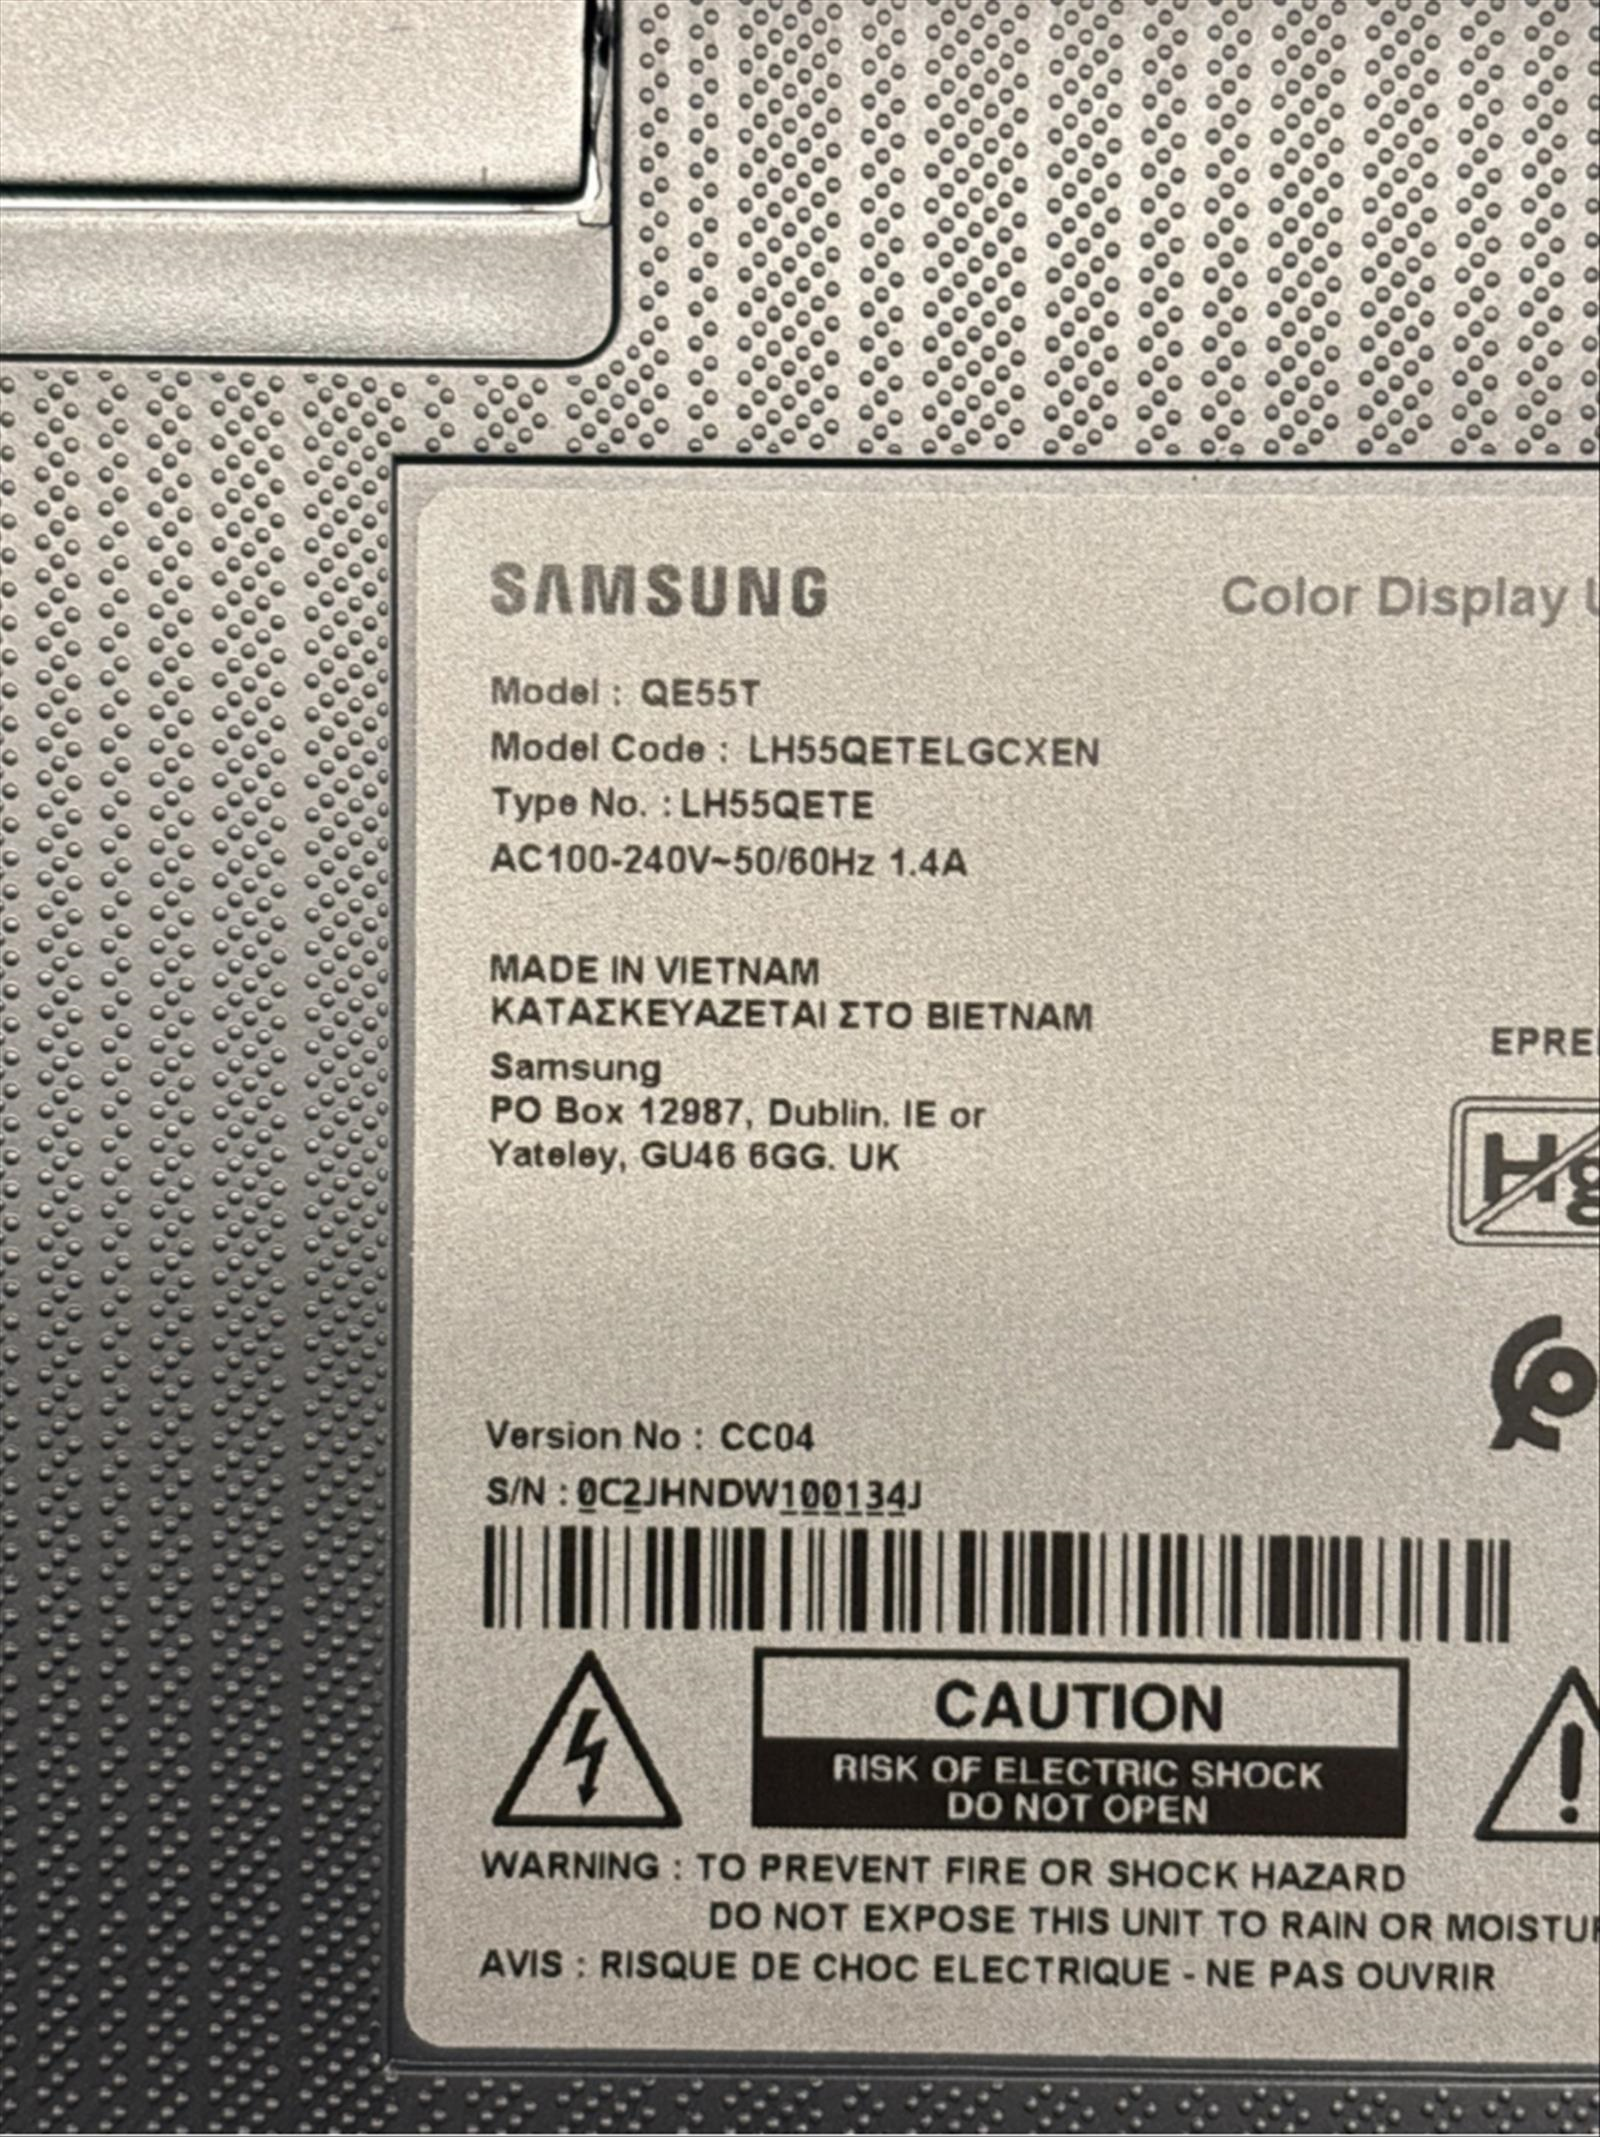 SAMSUNG
Color Display
Model : QE55T
Model Code : LH55QETELGCXEN
Type No. : LH55QETE
AC100-240V~50/60Hz 1.4A
MADE IN VIETNAM
ΚΑΤΑΣΚΕΥΑΖΕΤΑΙ ΣΤΟ ΒΙΕΤΝΑΜ
Samsung
PO Box 12987, Dublin. IE or
Yateley, GU46 6GG. UK
EPRE
Hg
Version No : CC04
S/N : 0C2JHNDW100134J
CAUTION
RISK OF ELECTRIC SHOCK
DO NOT OPEN
WARNING : TO PREVENT FIRE OR SHOCK HAZARD
DO NOT EXPOSE THIS UNIT TO RAIN OR MOISTU
AVIS : RISQUE DE CHOC ELECTRIQUE - NE PAS OUVRIR